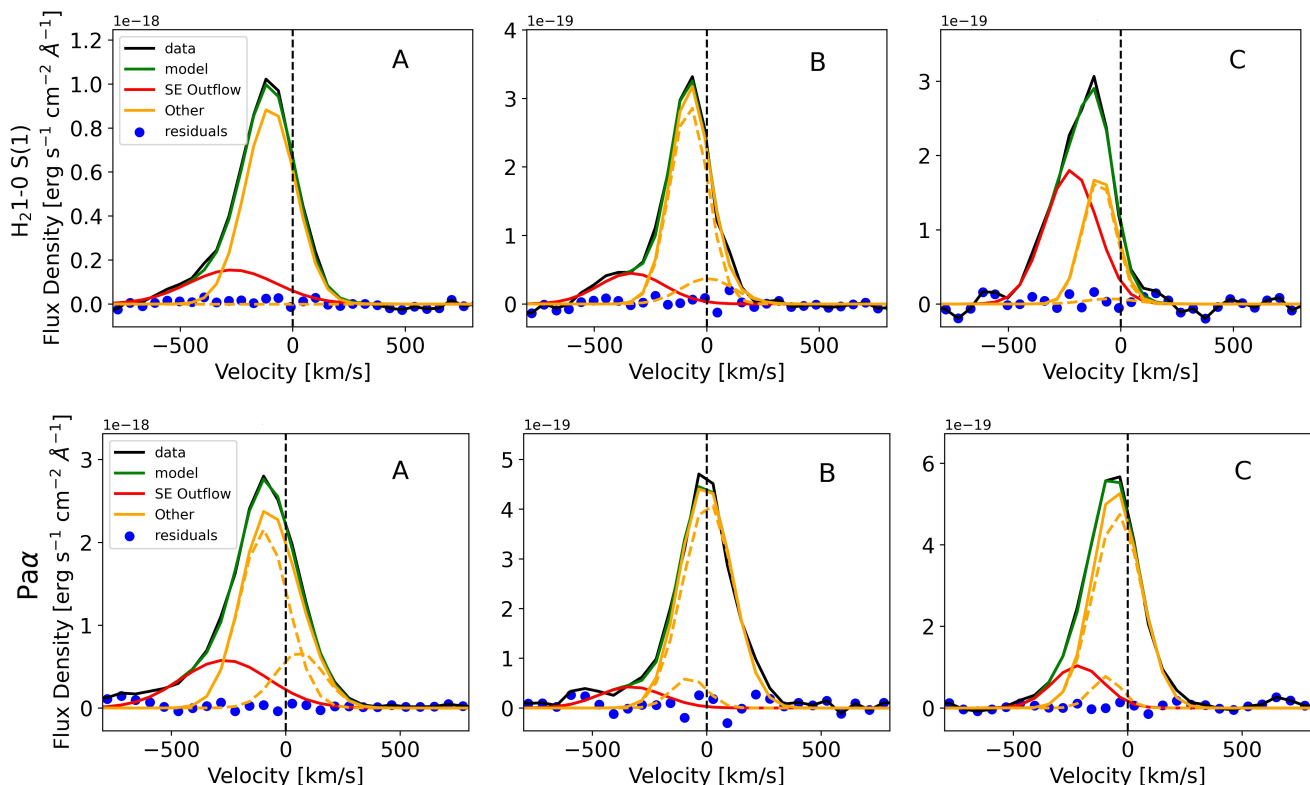 1e-18
1e-19
1e-19
H₂1-0 S(1)
Flux Density [erg s⁻¹ cm⁻² Å⁻¹]
1.2
1.0
0.8
0.6
0.4
0.2
0.0
data
model
SE Outflow
Other
residuals
A
−500 0 500
Velocity [km/s]
4
3
2
1
0
B
−500 0 500
Velocity [km/s]
3
2
1
0
C
−500 0 500
Velocity [km/s]
1e-18
1e-19
1e-19
Paα
Flux Density [erg s⁻¹ cm⁻² Å⁻¹]
3
2
1
0
data
model
SE Outflow
Other
residuals
A
−500 0 500
Velocity [km/s]
5
4
3
2
1
0
B
−500 0 500
Velocity [km/s]
6
4
2
0
C
−500 0 500
Velocity [km/s]